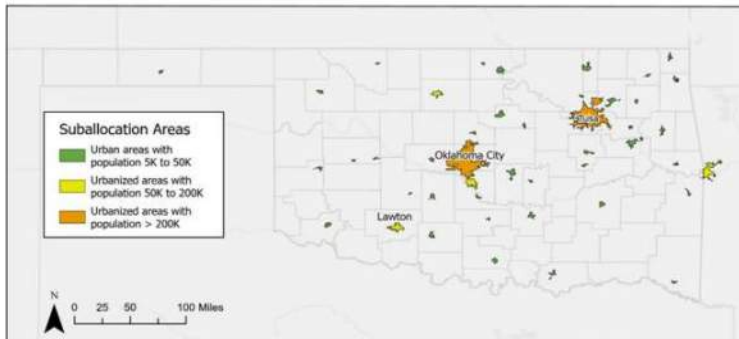 Tulsa
Oklahoma City
Suballocation Areas
Urban areas with
population 5K to 50K
Urbanized areas with
population 50K to 200K
Urbanized areas with
population > 200K
Lawton
N
0 25 50 100 Miles